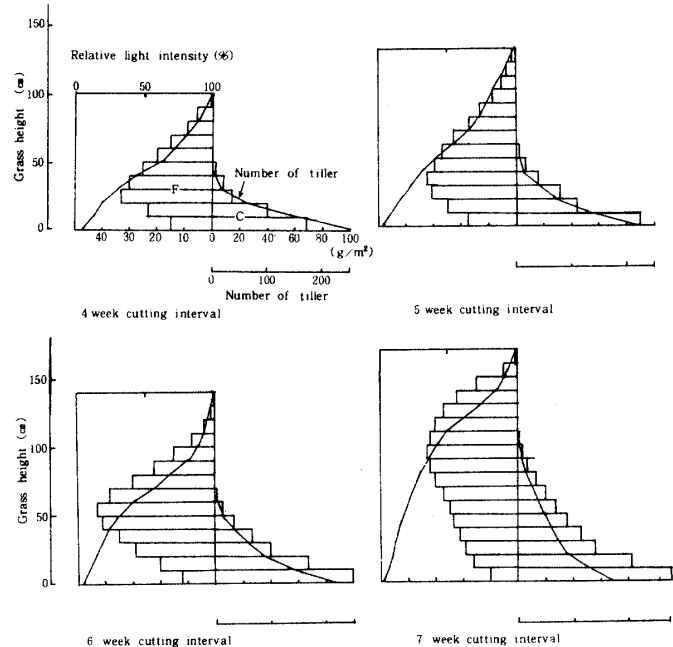 150
Relative light intensity (%)
0 50 100
100
Grass height (cm)
50
Number of tiller
F
C
0
40 30 20 10 0 20 40 60 80 100
(g/m²)
0 100 200
Number of tiller
4 week cutting interval
5 week cutting interval
150
Grass height (cm)
100
50
0
6 week cutting interval
7 week cutting interval